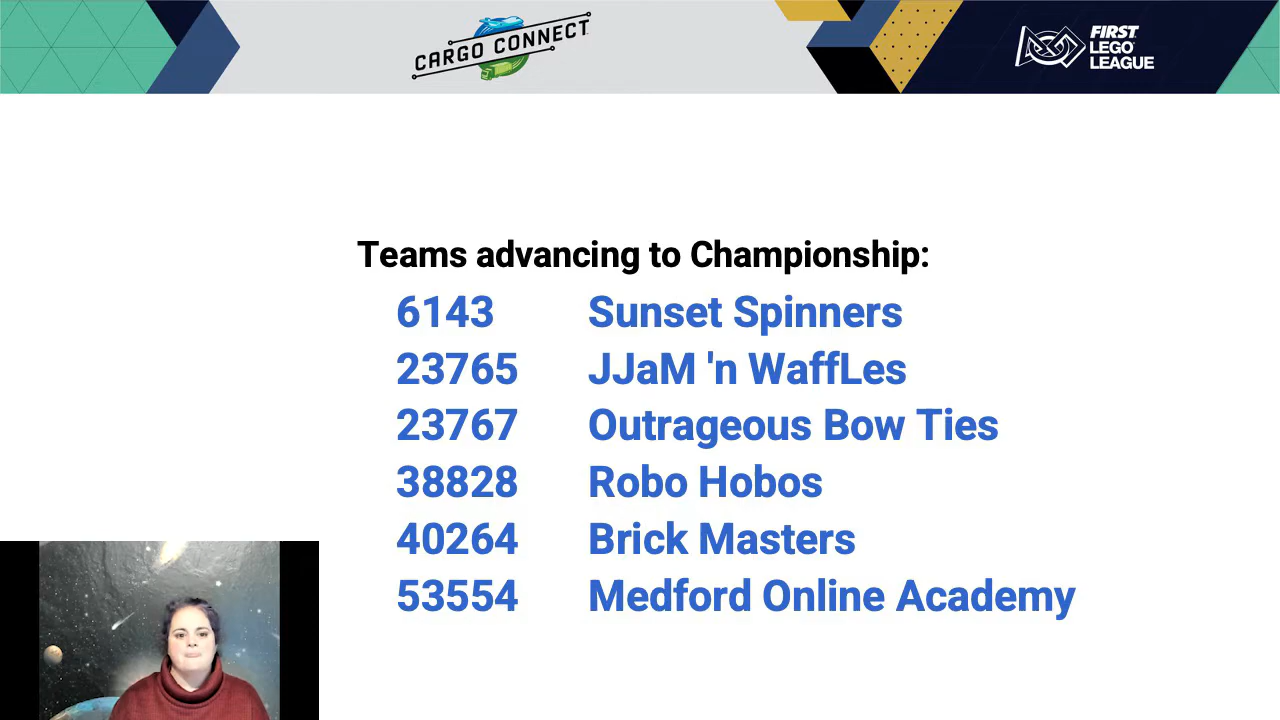 CARGO CONNECT
FIRST
LEGO
LEAGUE
Teams advancing to Championship:
6143 Sunset Spinners
23765 JJaM 'n WaffLes
23767 Outrageous Bow Ties
38828 Robo Hobos
40264 Brick Masters
53554 Medford Online Academy